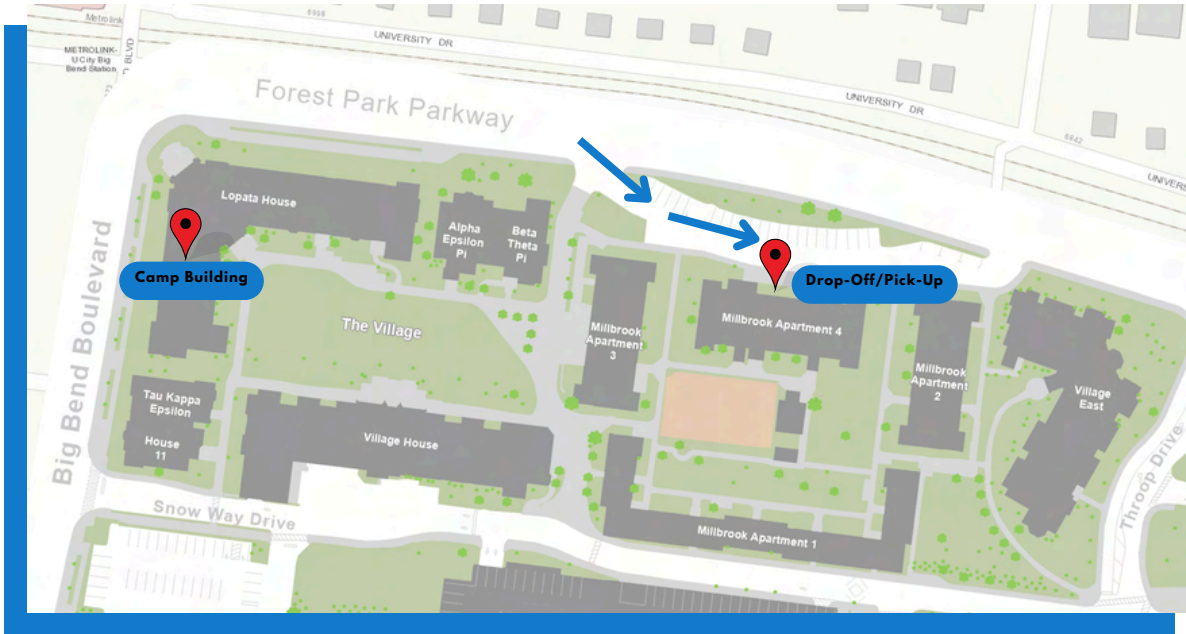 Metrolink
6998
UNIVERSITY DR
METROLINK-
U City Big
Bend Station
BLVD
Forest Park Parkway
UNIVERSITY DR
6942
UNIVERS
Lopata House
Alpha
Epsilon
Pi
Beta
Theta
Pi
Camp Building
Drop-Off/Pick-Up
Big Bend Boulevard
The Village
Millbrook
Apartment
3
Millbrook Apartment 4
Millbrook
Apartment
2
Village
East
Tau Kappa
Epsilon
House
11
Village House
Throop Drive
Snow Way Drive
Millbrook Apartment 1